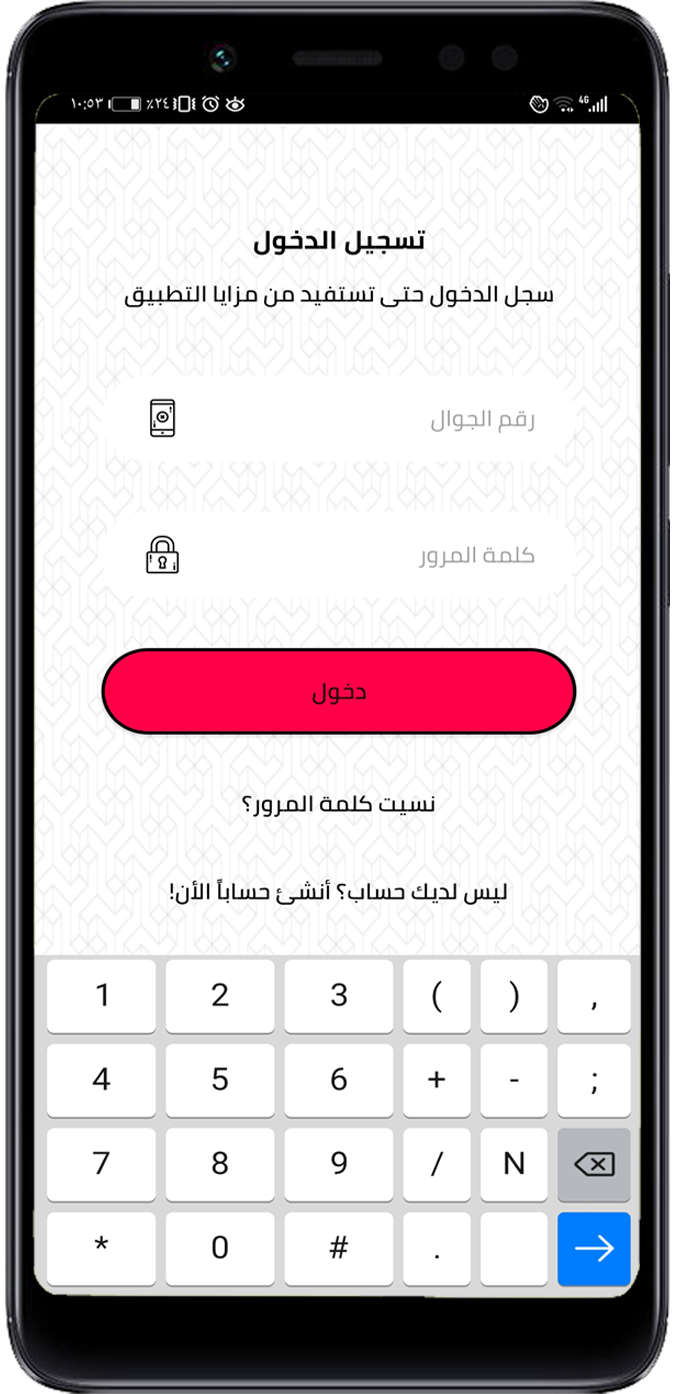 ١٠:٥٣ ٪٢٤ 4G
تسجيل الدخول
سجل الدخول حتى تستفيد من مزايا التطبيق
رقم الجوال
كلمة المرور
دخول
نسيت كلمة المرور؟
ليس لديك حساب؟ أنشئ حساباً الأن!
1 2 3 ( ) ,
4 5 6 + - ;
7 8 9 / N
* 0 # .